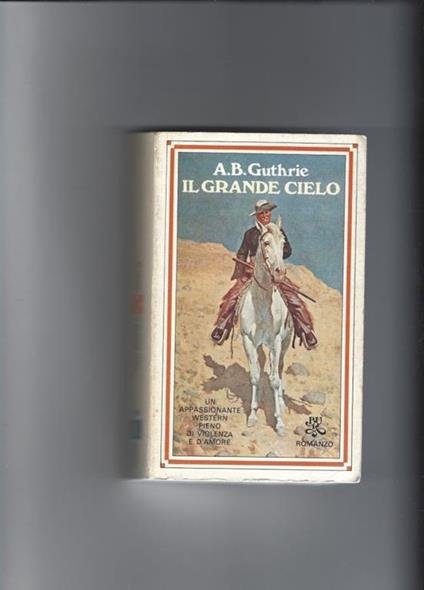 A.B. Guthrie
IL GRANDE CIELO
UN
APPASSIONANTE
WESTERN
PIENO
DI VIOLENZA
E D'AMORE
ROMANZO